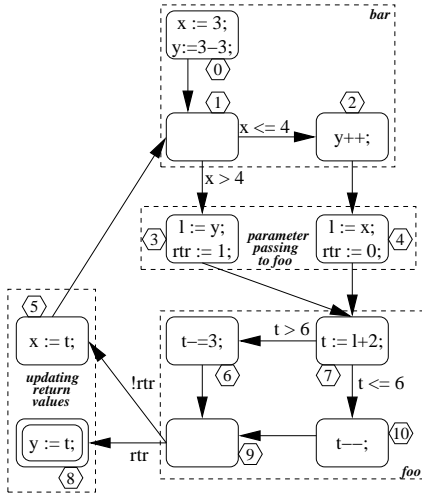 bar
x := 3;
y:=3-3;
0
1
2
x <= 4
y++;
x > 4
3
l := y;
rtr := 1;
parameter
passing
to foo
l := x;
rtr := 0;
4
5
x := t;
updating
return
values
!rtr
t-=3;
t > 6
t := l+2;
6
7
t <= 6
y := t;
rtr
8
9
t--;
10
foo